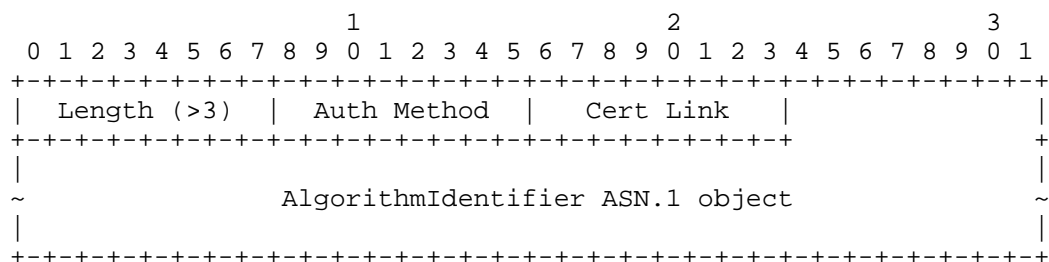 1                   2                   3
 0 1 2 3 4 5 6 7 8 9 0 1 2 3 4 5 6 7 8 9 0 1 2 3 4 5 6 7 8 9 0 1
+-+-+-+-+-+-+-+-+-+-+-+-+-+-+-+-+-+-+-+-+-+-+-+-+-+-+-+-+-+-+-+-+
|  Length (>3)  |  Auth Method  |   Cert Link   |               |
+-+-+-+-+-+-+-+-+-+-+-+-+-+-+-+-+-+-+-+-+-+-+-+-+               +
|                                                               |
~                 AlgorithmIdentifier ASN.1 object               ~
|                                                               |
+-+-+-+-+-+-+-+-+-+-+-+-+-+-+-+-+-+-+-+-+-+-+-+-+-+-+-+-+-+-+-+-+